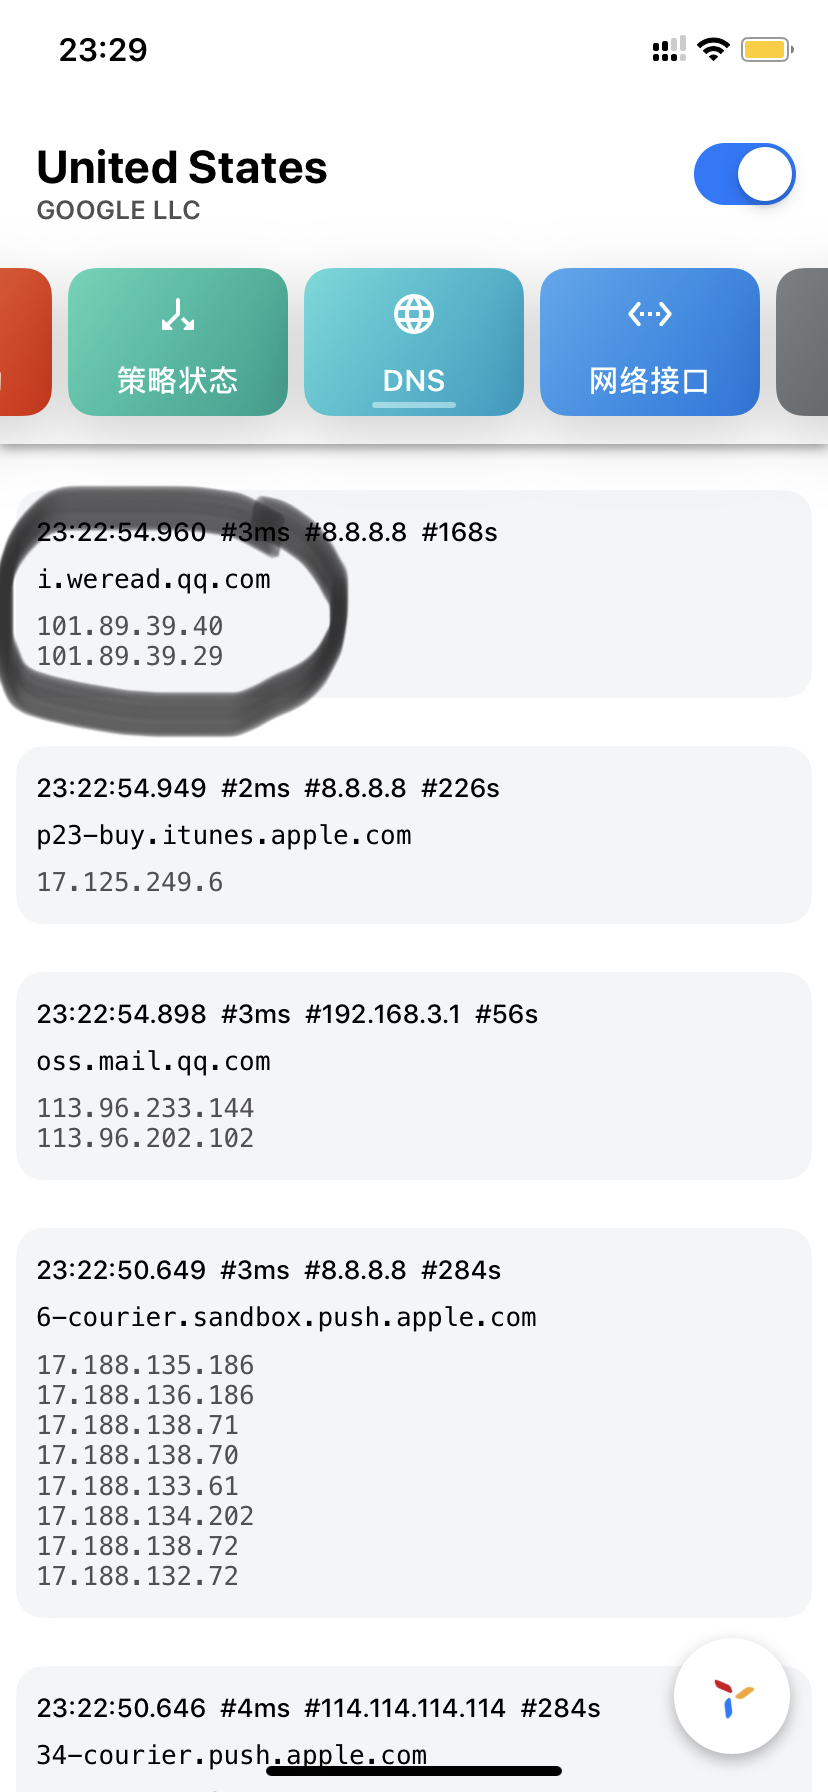 23:29
United States
GOOGLE LLC
策略状态
DNS
网络接口
23:22:54.960 #3ms #8.8.8.8 #168s
i.weread.qq.com
101.89.39.40
101.89.39.29
23:22:54.949 #2ms #8.8.8.8 #226s
p23-buy.itunes.apple.com
17.125.249.6
23:22:54.898 #3ms #192.168.3.1 #56s
oss.mail.qq.com
113.96.233.144
113.96.202.102
23:22:50.649 #3ms #8.8.8.8 #284s
6-courier.sandbox.push.apple.com
17.188.135.186
17.188.136.186
17.188.138.71
17.188.138.70
17.188.133.61
17.188.134.202
17.188.138.72
17.188.132.72
23:22:50.646 #4ms #114.114.114.114 #284s
34-courier.push.apple.com